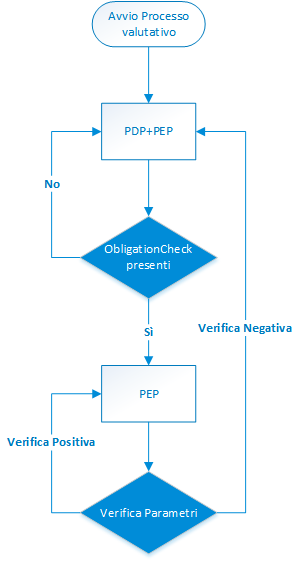 Avvio Processo
valutativo
PDP+PEP
No
ObligationCheck
presenti
Sì
Verifica Negativa
PEP
Verifica Positiva
Verifica Parametri